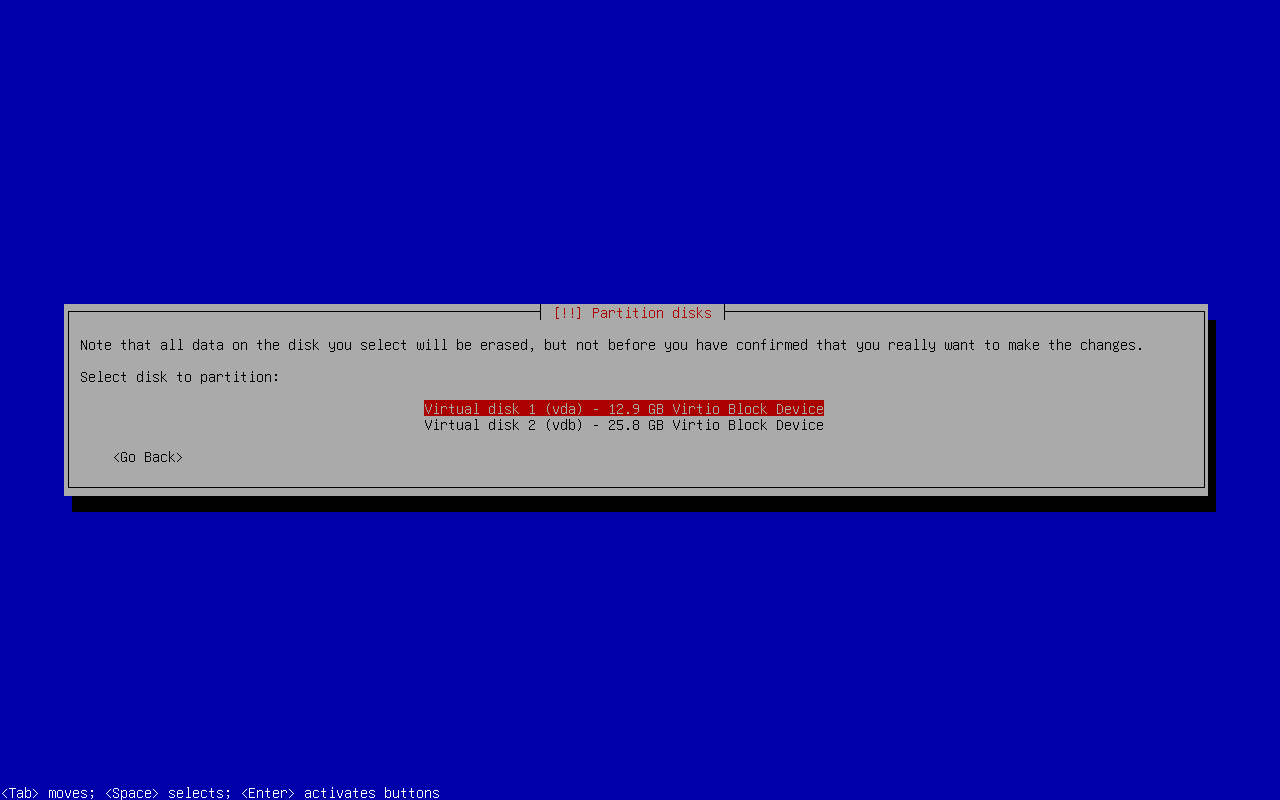 [!!] Partition disks
Note that all data on the disk you select will be erased, but not before you have confirmed that you really want to make the changes.
Select disk to partition:
Virtual disk 1 (vda) - 12.9 GB Virtio Block Device
Virtual disk 2 (vdb) - 25.8 GB Virtio Block Device
<Go Back>
<Tab> moves; <Space> selects; <Enter> activates buttons